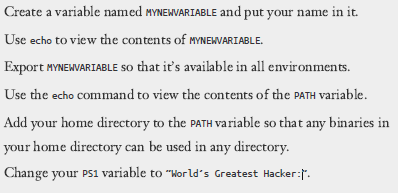 Create a variable named MYNEWVARIABLE and put your name in it.
Use echo to view the contents of MYNEWVARIABLE.
Export MYNEWVARIABLE so that it's available in all environments.
Use the echo command to view the contents of the PATH variable.
Add your home directory to the PATH variable so that any binaries in
your home directory can be used in any directory.
Change your PS1 variable to "World's Greatest Hacker:".